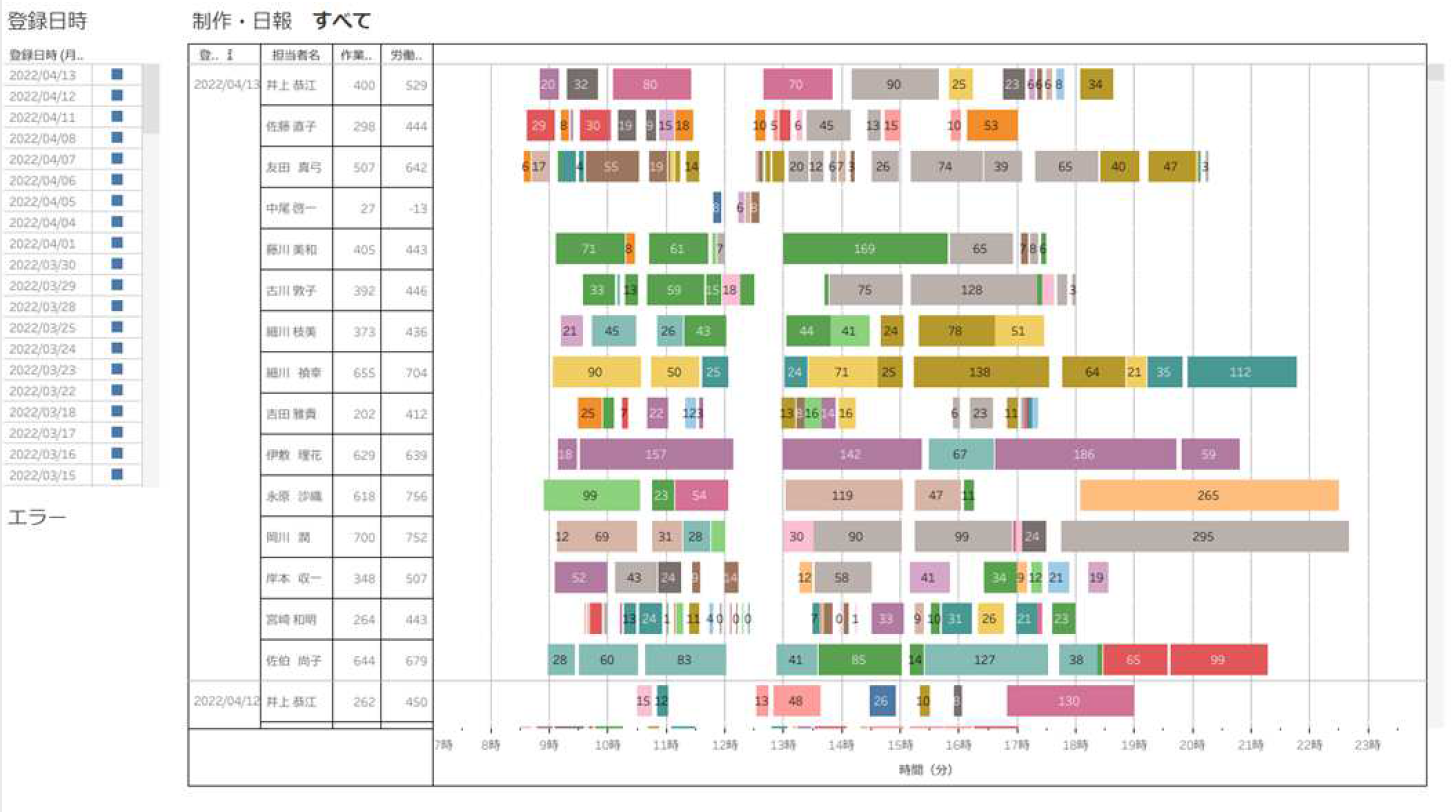 登録日時
制作・日報 すべて
登録日時 (月..
登..
担当者名 作業.. 労働..
2022/04/13
2022/04/12
2022/04/11
2022/04/08
2022/04/07
2022/04/06
2022/04/05
2022/04/04
2022/04/01
2022/03/30
2022/03/29
2022/03/28
2022/03/25
2022/03/24
2022/03/23
2022/03/22
2022/03/18
2022/03/17
2022/03/16
2022/03/15
エラー
2022/04/13 井上 恭江 400 529 20 32 80 70 90 25 23 6 6 6 8 34
佐藤 直子 298 444 29 8 30 19 9 15 18 10 5 6 45 13 15 10 53
友田 真弓 507 642 6 17 4 55 19 14 20 12 6 7 3 26 74 39 65 40 47 3
中尾 啓一 27 -13 8 6 8
藤川 美和 405 443 71 8 61 7 169 65 7 8 6
古川 敦子 392 446 33 13 59 15 18 75 128 3
細川 枝美 373 436 21 45 26 43 44 41 24 78 51
細川 禎幸 655 704 90 50 25 24 71 25 138 64 21 35 112
吉田 雅貴 202 412 25 7 22 12 3 13 8 16 14 16 6 23 11
伊敷 理花 629 639 18 157 142 67 186 59
永原 沙織 618 756 99 23 54 119 47 11 265
岡川 潤 700 752 12 69 31 28 30 90 99 24 295
岸本 収一 348 507 52 43 24 9 14 12 58 41 34 9 12 21 19
宮崎 和明 264 443 13 24 1 11 4 0 0 0 7 0 1 33 9 10 31 26 21 23
佐伯 尚子 644 679 28 60 83 41 85 14 127 38 65 99
2022/04/12 井上 恭江 262 450 15 12 13 48 26 10 8 130
7時 8時 9時 10時 11時 12時 13時 14時 15時 16時 17時 18時 19時 20時 21時 22時 23時
時間（分）